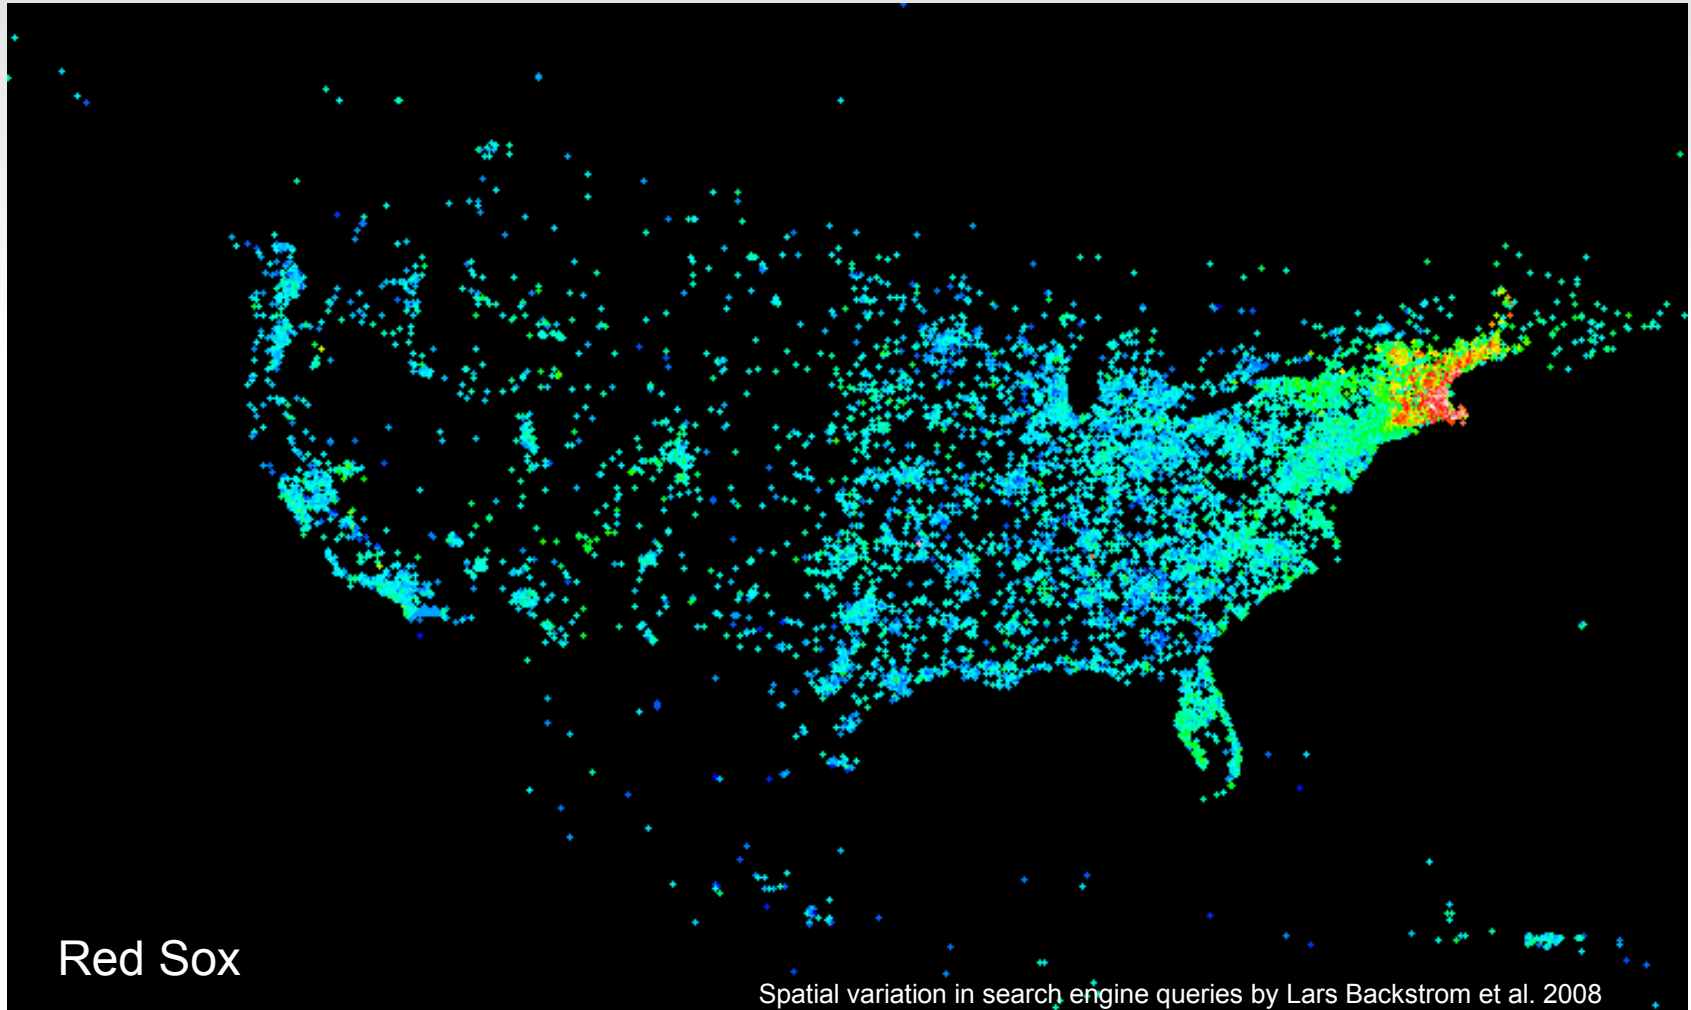 Red Sox
Spatial variation in search engine queries by Lars Backstrom et al. 2008